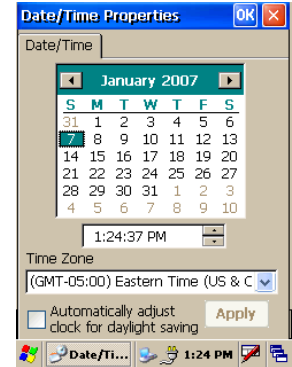 Date/Time Properties OK
Date/Time
January 2007
S M T W T F S
31 1 2 3 4 5 6
7 8 9 10 11 12 13
14 15 16 17 18 19 20
21 22 23 24 25 26 27
28 29 30 31 1 2 3
4 5 6 7 8 9 10
1:24:37 PM
Time Zone
(GMT-05:00) Eastern Time (US & C
Automatically adjust
clock for daylight saving
Apply
Date/Ti... 1:24 PM